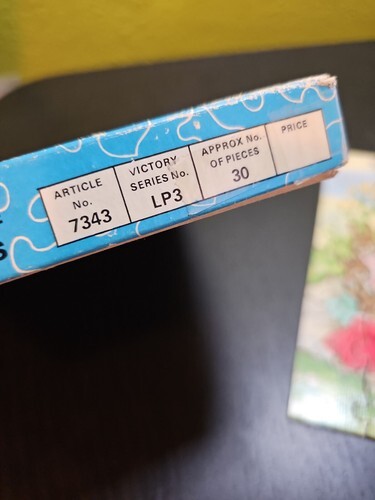 ARTICLE
No.
7343
VICTORY
SERIES No.
LP3
APPROX No.
OF PIECES
30
PRICE